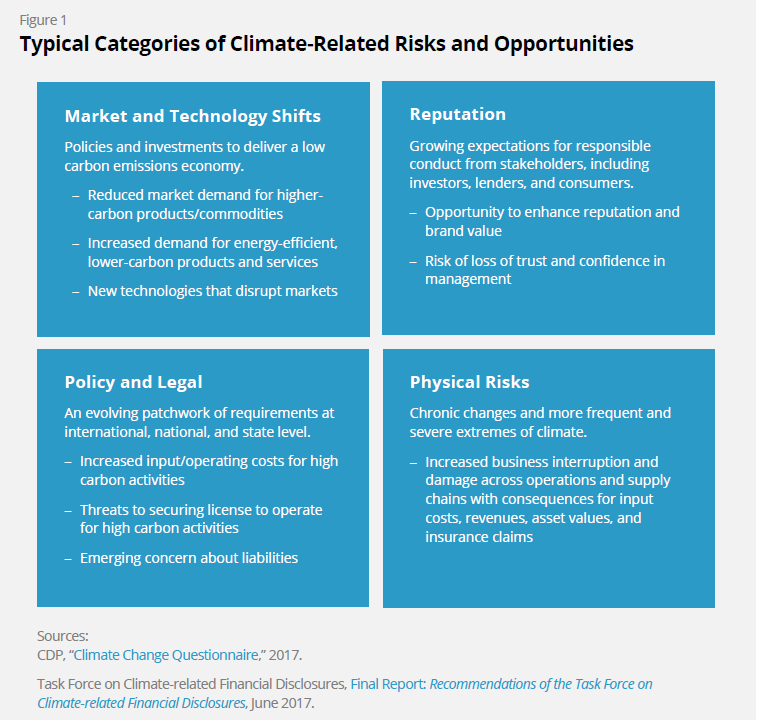 Figure 1
Typical Categories of Climate-Related Risks and Opportunities
Market and Technology Shifts
Policies and investments to deliver a low
carbon emissions economy.
– Reduced market demand for higher-
carbon products/commodities
– Increased demand for energy-efficient,
lower-carbon products and services
– New technologies that disrupt markets
Reputation
Growing expectations for responsible
conduct from stakeholders, including
investors, lenders, and consumers.
– Opportunity to enhance reputation and
brand value
– Risk of loss of trust and confidence in
management
Policy and Legal
An evolving patchwork of requirements at
international, national, and state level.
– Increased input/operating costs for high
carbon activities
– Threats to securing license to operate
for high carbon activities
– Emerging concern about liabilities
Physical Risks
Chronic changes and more frequent and
severe extremes of climate.
– Increased business interruption and
damage across operations and supply
chains with consequences for input
costs, revenues, asset values, and
insurance claims
Sources:
CDP, “Climate Change Questionnaire,” 2017.
Task Force on Climate-related Financial Disclosures, Final Report: Recommendations of the Task Force on
Climate-related Financial Disclosures, June 2017.